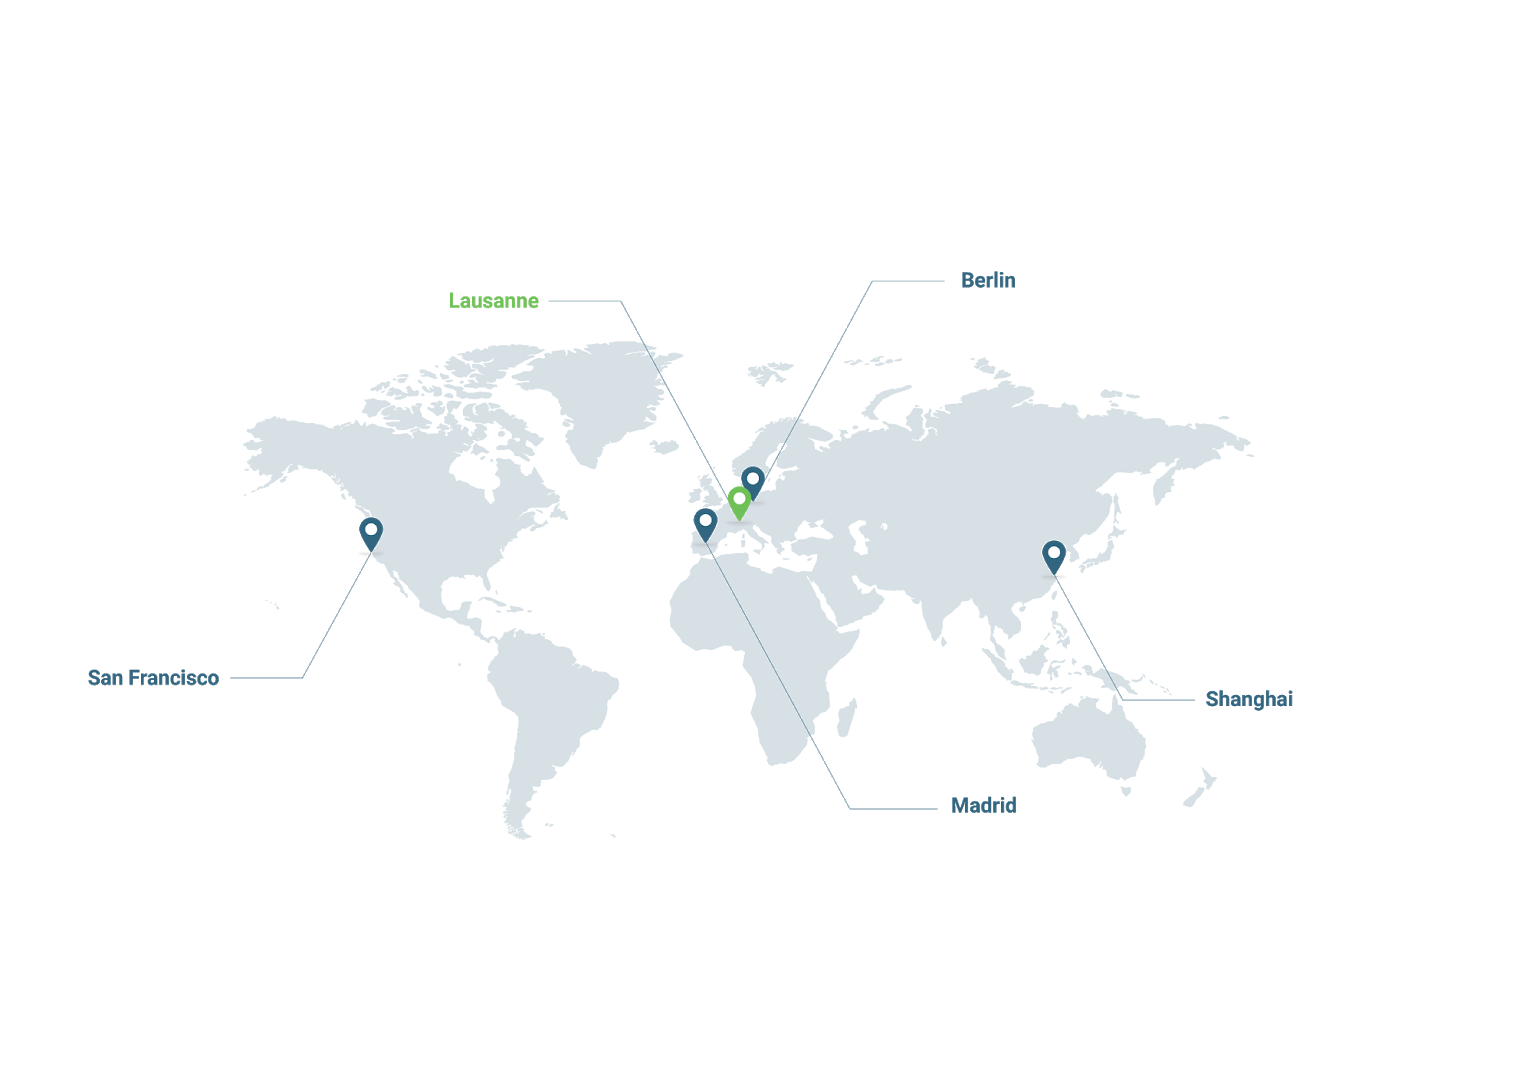 Berlin
Lausanne
San Francisco
Shanghai
Madrid